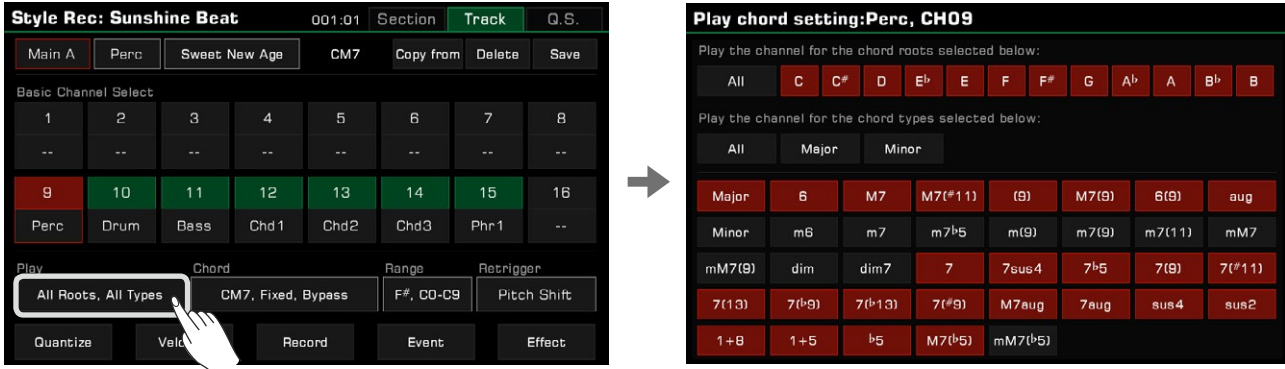 Style Rec: Sunshine Beat 001:01 Section Track Q.S.
Main A Perc Sweet New Age CM7 Copy from Delete Save
Basic Channel Select
1 2 3 4 5 6 7 8
-- -- -- -- -- -- -- --
9 10 11 12 13 14 15 16
Perc Drum Bass Chd1 Chd2 Chd3 Phr1 --
Play Chord Range Retrigger
All Roots, All Types CM7, Fixed, Bypass F#, C0-C9 Pitch Shift
Quantize Record Event Effect
Play chord setting:Perc, CH09
Play the channel for the chord roots selected below:
All C C# D E♭ E F F# G A♭ A B♭ B
Play the channel for the chord types selected below:
All Major Minor
Major 6 M7 M7(#11) (9) M7(9) 6(9) aug
Minor m6 m7 m7♭5 m(9) m7(9) m7(11) mM7
mM7(9) dim dim7 7 7sus4 7♭5 7(9) 7(#11)
7(13) 7(♭9) 7(♭13) 7(#9) M7aug 7aug sus4 sus2
1+8 1+5 ♭5 M7(♭5) mM7(♭5)